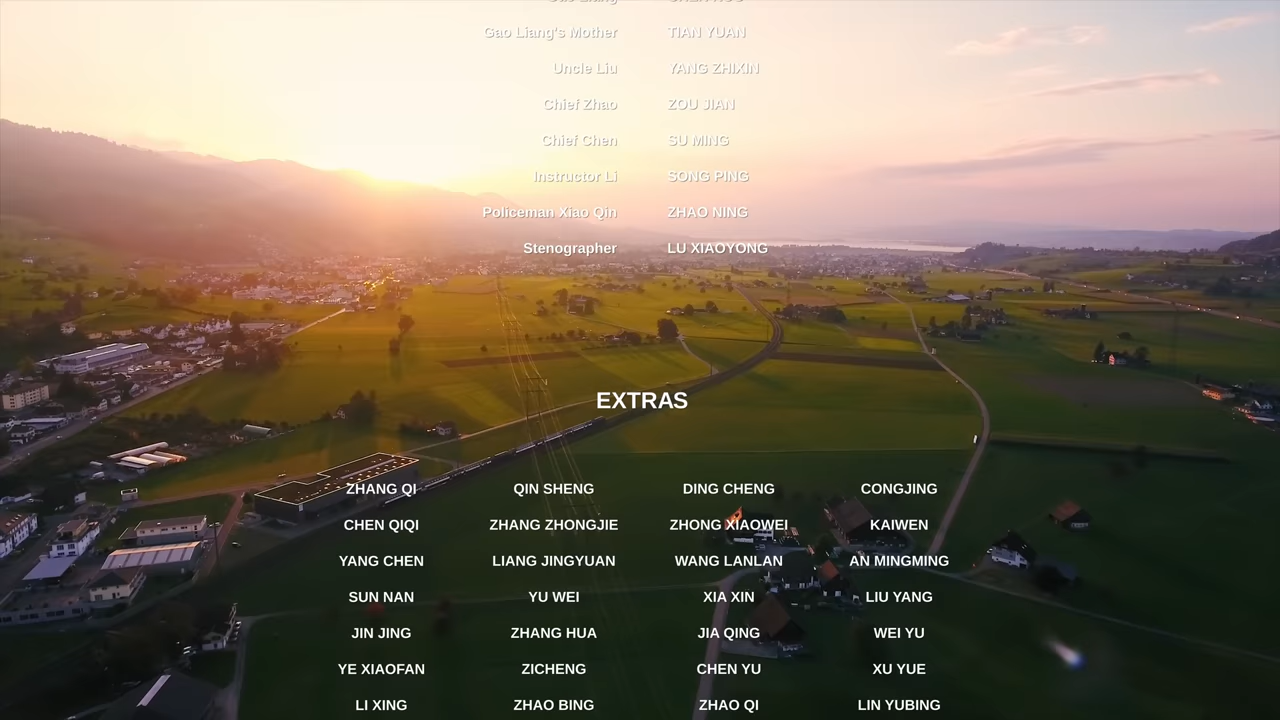 Gao Liang's Mother TIAN YUAN
Uncle Liu YANG ZHIXIN
Chief Zhao ZOU JIAN
Chief Chen SU MING
Instructor Li SONG PING
Policeman Xiao Qin ZHAO NING
Stenographer LU XIAOYONG
EXTRAS
ZHANG QI QIN SHENG DING CHENG CONGJING
CHEN QIQI ZHANG ZHONGJIE ZHONG XIAOWEI KAIWEN
YANG CHEN LIANG JINGYUAN WANG LANLAN AN MINGMING
SUN NAN YU WEI XIA XIN LIU YANG
JIN JING ZHANG HUA JIA QING WEI YU
YE XIAOFAN ZICHENG CHEN YU XU YUE
LI XING ZHAO BING ZHAO QI LIN YUBING